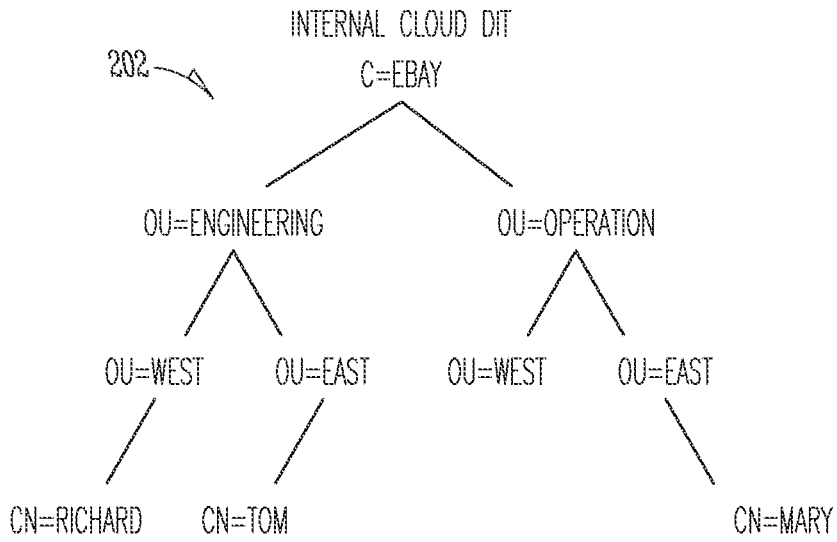 INTERNAL CLOUD DIT
202
C=EBAY
OU=ENGINEERING OU=OPERATION
OU=WEST OU=EAST OU=WEST OU=EAST
CN=RICHARD CN=TOM CN=MARY